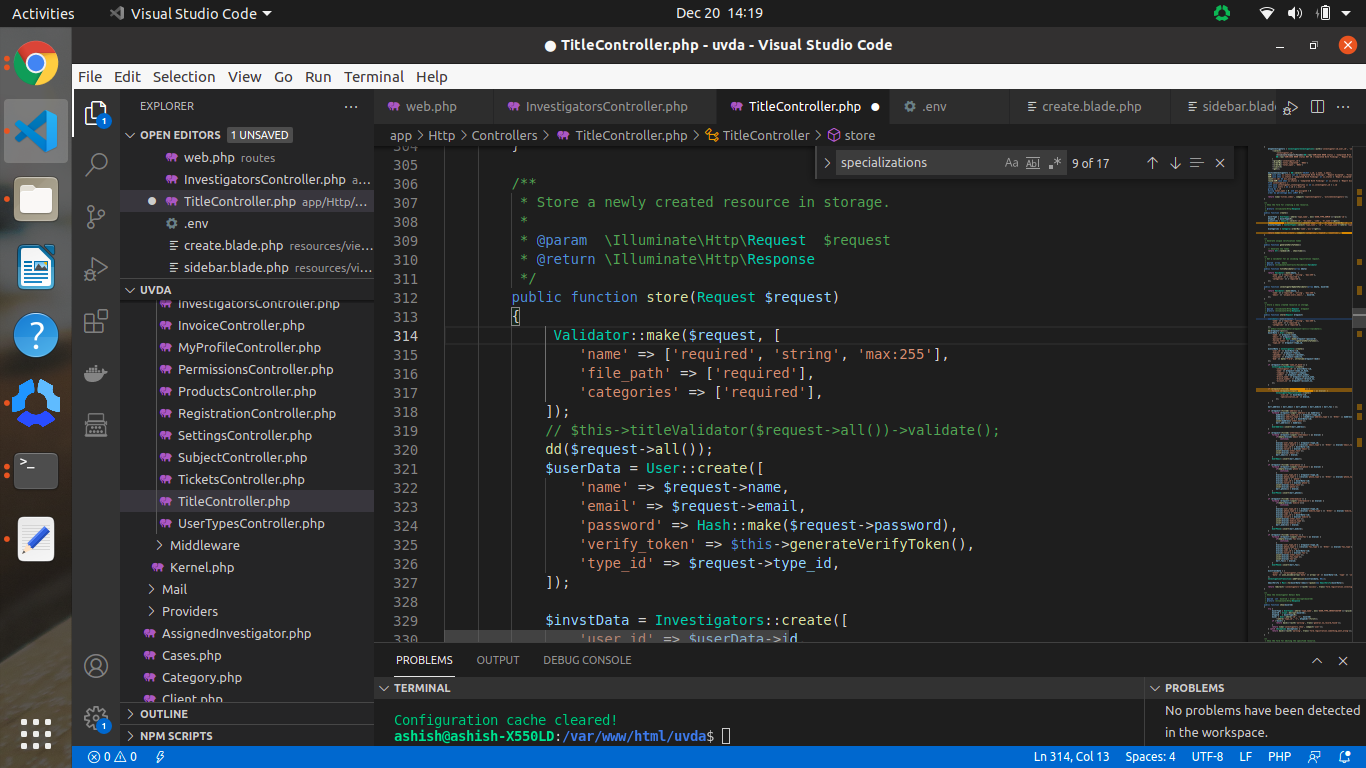 Activities
Visual Studio Code
Dec 20 14:19
TitleController.php - uvda - Visual Studio Code
File Edit Selection View Go Run Terminal Help
EXPLORER
OPEN EDITORS 1 UNSAVED
web.php routes
InvestigatorsController.php a...
TitleController.php app/Http/...
.env
create.blade.php resources/vie...
sidebar.blade.php resources/vi...
UVDA
InvestigatorsController.php
InvoiceController.php
MyProfileController.php
PermissionsController.php
ProductsController.php
RegistrationController.php
SettingsController.php
SubjectController.php
TicketsController.php
TitleController.php
UserTypesController.php
Middleware
Kernel.php
Mail
Providers
AssignedInvestigator.php
Cases.php
Category.php
Client.php
OUTLINE
NPM SCRIPTS
web.php InvestigatorsController.php TitleController.php .env create.blade.php sidebar.blad
app > Http > Controllers > TitleController.php > TitleController > store
specializations Aa Abl .* 9 of 17
304 }
305
306 /**
307 * Store a newly created resource in storage.
308 *
309 * @param \Illuminate\Http\Request $request
310 * @return \Illuminate\Http\Response
311 */
312 public function store(Request $request)
313 {
314 Validator::make($request, [
315 'name' => ['required', 'string', 'max:255'],
316 'file_path' => ['required'],
317 'categories' => ['required'],
318 ]);
319 // $this->titleValidator($request->all())->validate();
320 dd($request->all());
321 $userData = User::create([
322 'name' => $request->name,
323 'email' => $request->email,
324 'password' => Hash::make($request->password),
325 'verify_token' => $this->generateVerifyToken(),
326 'type_id' => $request->type_id,
327 ]);
328
329 $invstData = Investigators::create([
330 'user_id' => $userData->id,
PROBLEMS OUTPUT DEBUG CONSOLE
TERMINAL
Configuration cache cleared!
ashish@ashish-X550LD:/var/www/html/uvda$
PROBLEMS
No problems have been detected
in the workspace.
0 0
Ln 314, Col 13 Spaces: 4 UTF-8 LF PHP